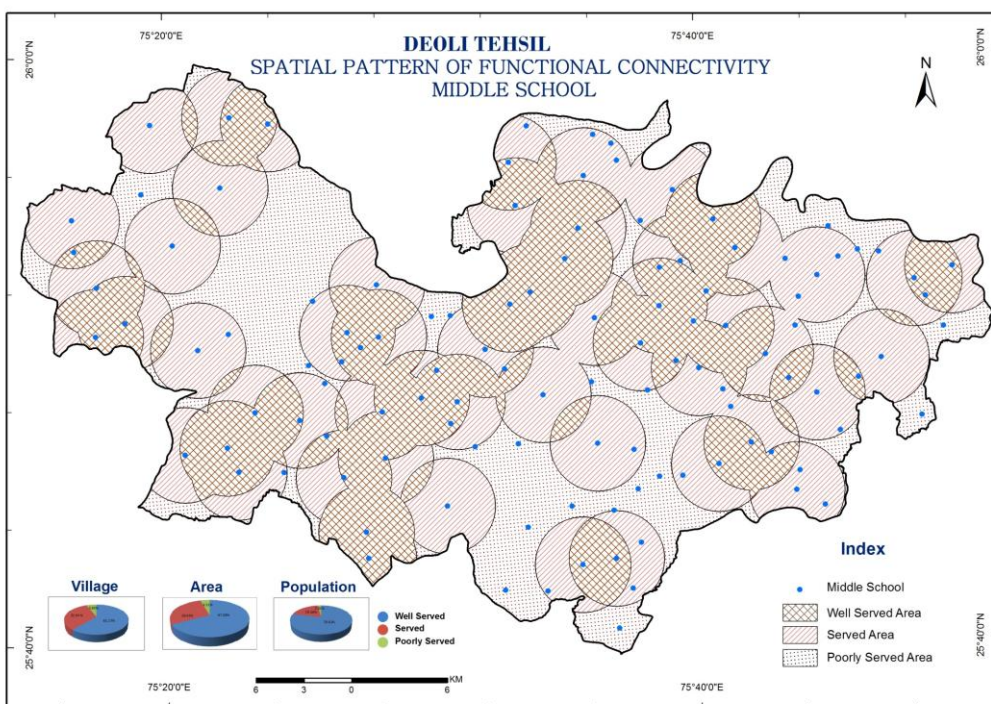 75°20'0"E
75°40'0"E
26°0'0"N
26°0'0"N
DEOLI TEHSIL
SPATIAL PATTERN OF FUNCTIONAL CONNECTIVITY
MIDDLE SCHOOL
N
Index
Middle School
Well Served Area
Served Area
Poorly Served Area
Village
Area
Population
Well Served
Served
Poorly Served
25°40'0"N
25°40'0"N
KM
6 3 0 6
75°20'0"E
75°40'0"E